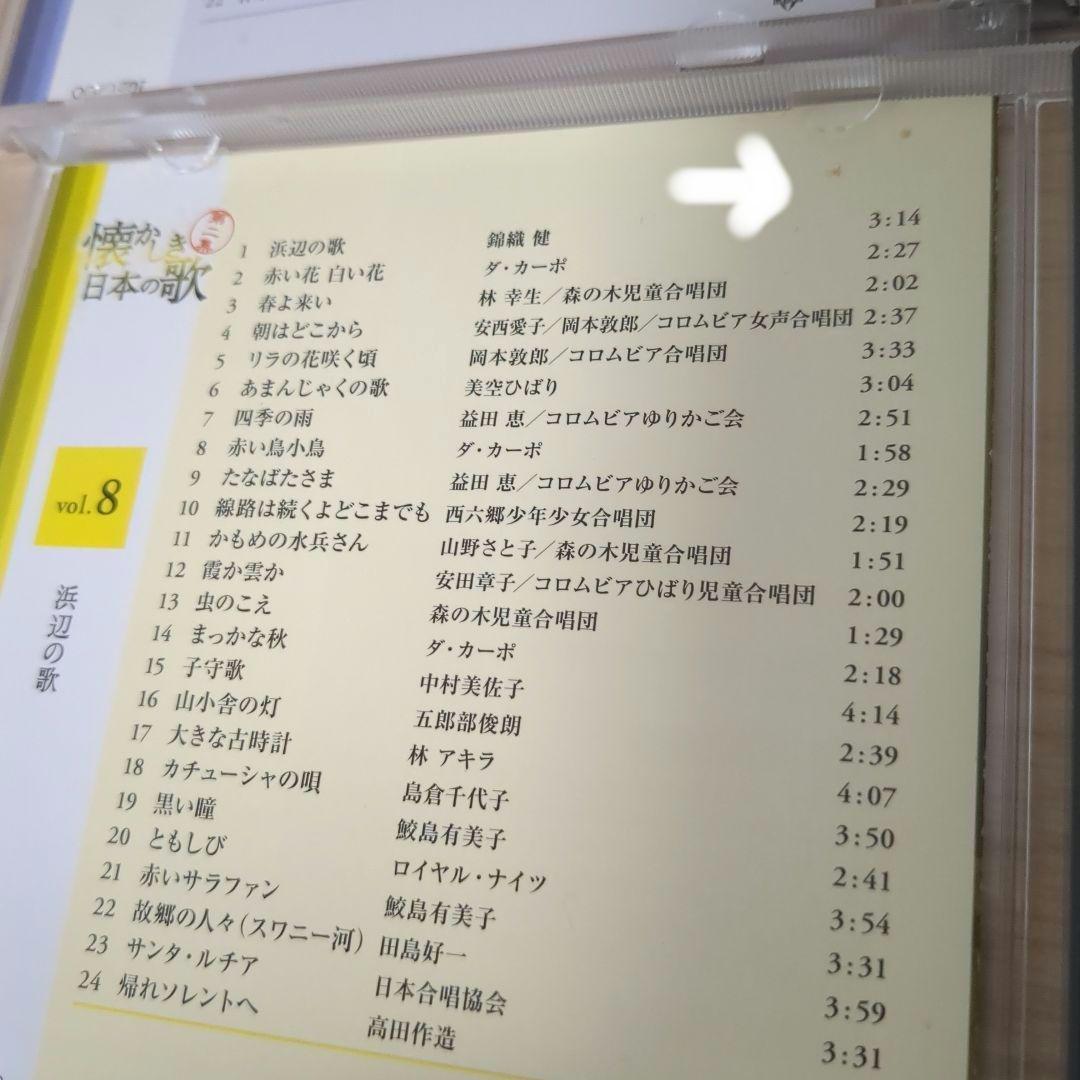 懐かしき
日本の歌
第二集
vol. 8
浜辺の歌
1 浜辺の歌 錦織 健 3:14
2 赤い花 白い花 ダ・カーポ 2:27
3 春よ来い 林 幸生／森の木児童合唱団 2:02
4 朝はどこから 安西愛子／岡本敦郎／コロムビア女声合唱団 2:37
5 リラの花咲く頃 岡本敦郎／コロムビア合唱団 3:33
6 あまんじゃくの歌 美空ひばり 3:04
7 四季の雨 益田 恵／コロムビアゆりかご会 2:51
8 赤い鳥小鳥 ダ・カーポ 1:58
9 たなばたさま 益田 恵／コロムビアゆりかご会 2:29
10 線路は続くよどこまでも 西六郷少年少女合唱団 2:19
11 かもめの水兵さん 山野さと子／森の木児童合唱団 1:51
12 霞か雲か 安田章子／コロムビアひばり児童合唱団 2:00
13 虫のこえ 森の木児童合唱団 1:29
14 まっかな秋 ダ・カーポ 2:18
15 子守歌 中村美佐子 4:14
16 山小舎の灯 五郎部俊朗 2:39
17 大きな古時計 林 アキラ 4:07
18 カチューシャの唄 島倉千代子 3:50
19 黒い瞳 鮫島有美子 2:41
20 ともしび ロイヤル・ナイツ 3:54
21 赤いサラファン 鮫島有美子 3:31
22 故郷の人々（スワニー河） 田島好一 3:59
23 サンタ・ルチア 日本合唱協会 3:31
24 帰れソレントへ 高田作造